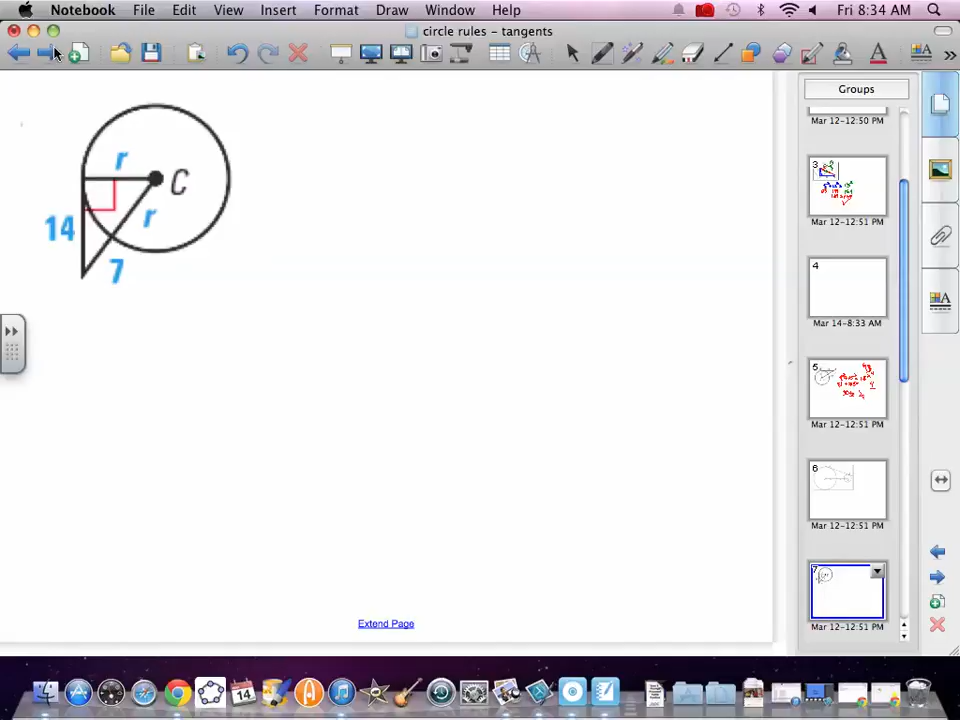 Notebook File Edit View Insert Format Draw Window Help Fri 8:34 AM
circle rules – tangents
Groups
Mar 12-12:50 PM
3
Mar 12-12:51 PM
4
Mar 14-8:33 AM
5
Mar 12-12:51 PM
6
Mar 12-12:51 PM
7
Mar 12-12:51 PM
r
C
r
14
7
Extend Page
14